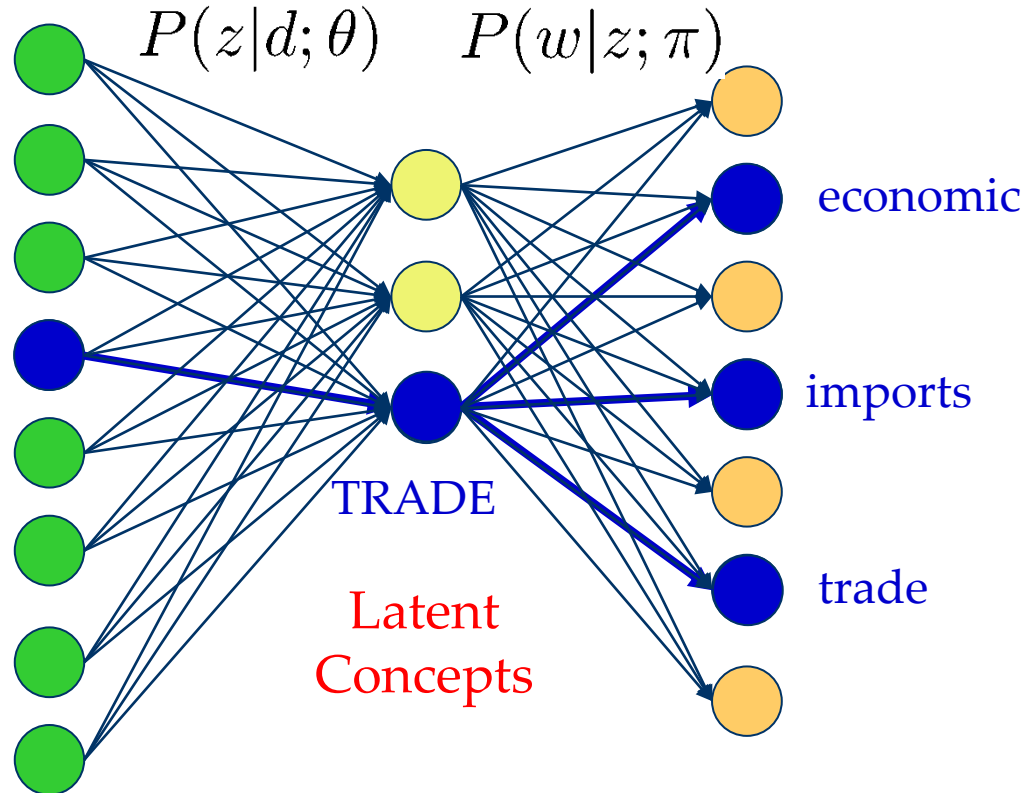 P(z|d; θ)
P(w|z; π)
economic
imports
TRADE
trade
Latent
Concepts